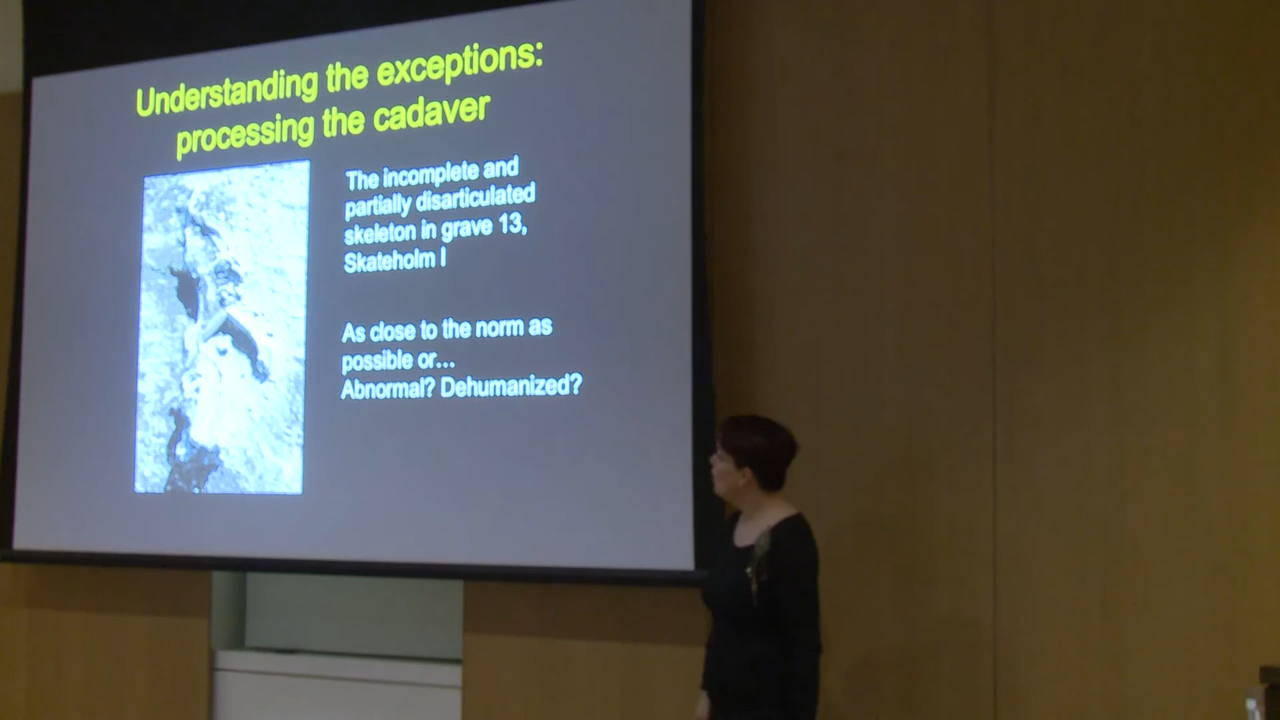 Understanding the exceptions:
processing the cadaver
The incomplete and
partially disarticulated
skeleton in grave 13,
Skateholm I
As close to the norm as
possible or...
Abnormal? Dehumanized?